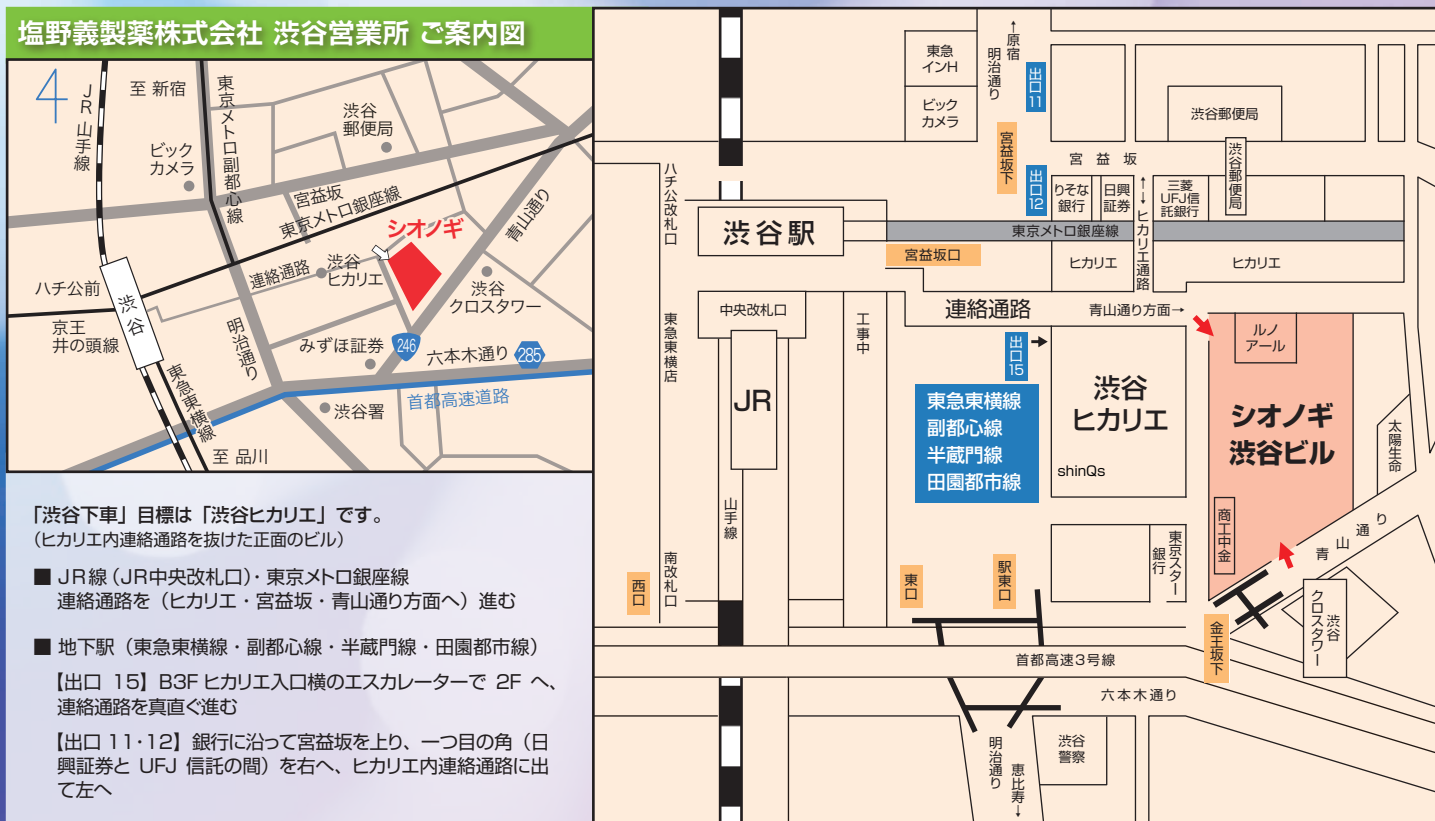 塩野義製薬株式会社 渋谷営業所 ご案内図
4
JR 山手線
至 新宿
東京メトロ副都心線
渋谷
郵便局
ビック
カメラ
宮益坂
東京メトロ銀座線
シオノギ
青山通り
連絡通路
渋谷
ヒカリエ
渋谷
クロスタワー
ハチ公前
渋谷
京王
井の頭線
明治通り
みずほ証券
246
六本木通り
285
東急東横線
渋谷署
首都高速道路
至 品川
「渋谷下車」目標は「渋谷ヒカリエ」です。
(ヒカリエ内連絡通路を抜けた正面のビル)
■ JR線(JR中央改札口)・東京メトロ銀座線
連絡通路を(ヒカリエ・宮益坂・青山通り方面へ)進む
■ 地下駅(東急東横線・副都心線・半蔵門線・田園都市線)
【出口 15】B3F ヒカリエ入口横のエスカレーターで 2F へ、
連絡通路を真直ぐ進む
【出口 11・12】銀行に沿って宮益坂を上り、一つ目の角(日
興証券と UFJ 信託の間)を右へ、ヒカリエ内連絡通路に出
て左へ
東急
インH
ビック
カメラ
←原宿
明治通り
出口11
宮益坂下
渋谷郵便局
渋谷郵便局
宮益坂
出口12
りそな
銀行
日興
証券
三菱
UFJ信
託銀行
←→ヒカリエ通路
ハチ公改札口
渋谷駅
東京メトロ銀座線
宮益坂口
ヒカリエ
ヒカリエ
中央改札口
工事中
連絡通路
青山通り方面→
東急東横店
出口15
→
ルノ
アール
JR
東急東横線
副都心線
半蔵門線
田園都市線
渋谷
ヒカリエ
shinQs
シオノギ
渋谷ビル
太陽生命
山手線
商工中金
青山通り
南改札口
西口
東口
駅東口
東京スター
銀行
渋谷
クロスタワー
金王坂下
首都高速3号線
六本木通り
明治通り
恵比寿→
渋谷
警察